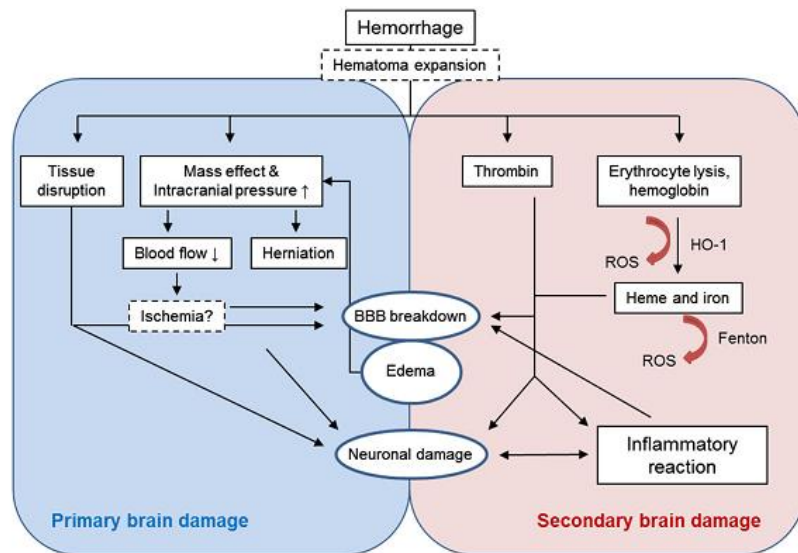 Hemorrhage
Hematoma expansion
Tissue
disruption
Mass effect &
Intracranial pressure ↑
Thrombin
Erythrocyte lysis,
hemoglobin
Blood flow ↓
Herniation
ROS
HO-1
Ischemia?
BBB breakdown
Heme and iron
Edema
ROS
Fenton
Neuronal damage
Inflammatory
reaction
Primary brain damage
Secondary brain damage